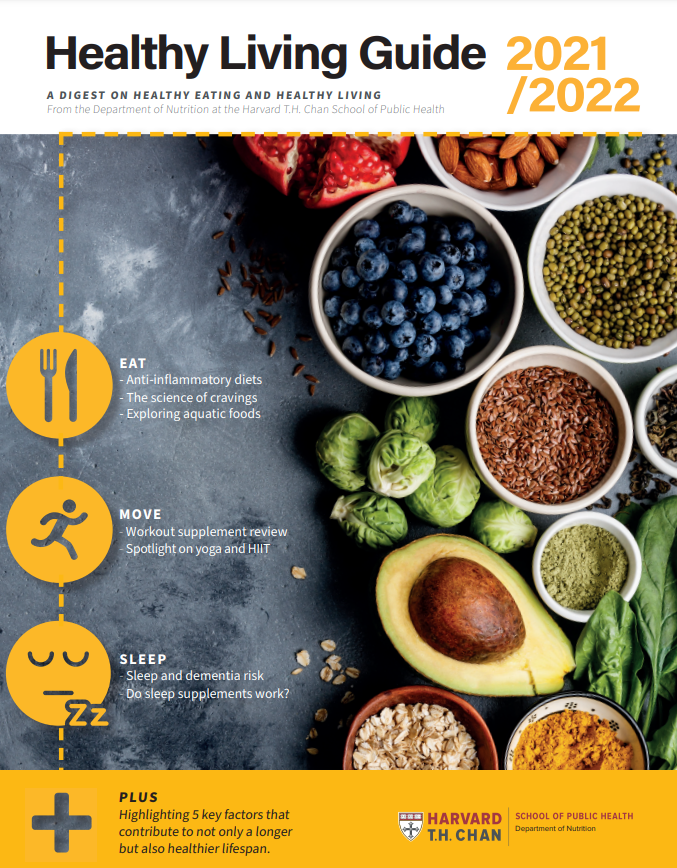 Healthy Living Guide 2021
/2022
A DIGEST ON HEALTHY EATING AND HEALTHY LIVING
From the Department of Nutrition at the Harvard T.H. Chan School of Public Health
EAT
- Anti-inflammatory diets
- The science of cravings
- Exploring aquatic foods
MOVE
- Workout supplement review
- Spotlight on yoga and HIIT
SLEEP
- Sleep and dementia risk
- Do sleep supplements work?
Zz
PLUS
Highlighting 5 key factors that
contribute to not only a longer
but also healthier lifespan.
HARVARD
T.H. CHAN
SCHOOL OF PUBLIC HEALTH
Department of Nutrition